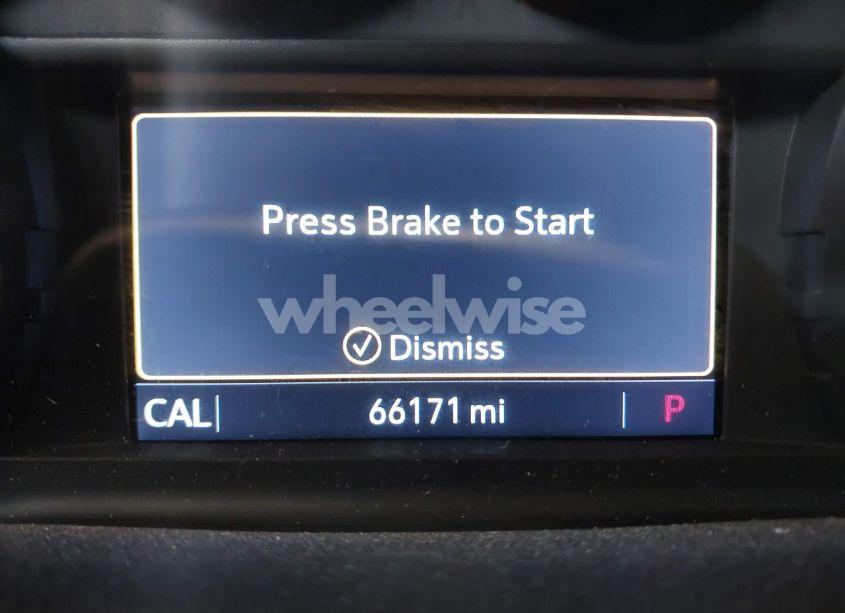 Press Brake to Start
wheelwise
Dismiss
CAL 66171 mi P